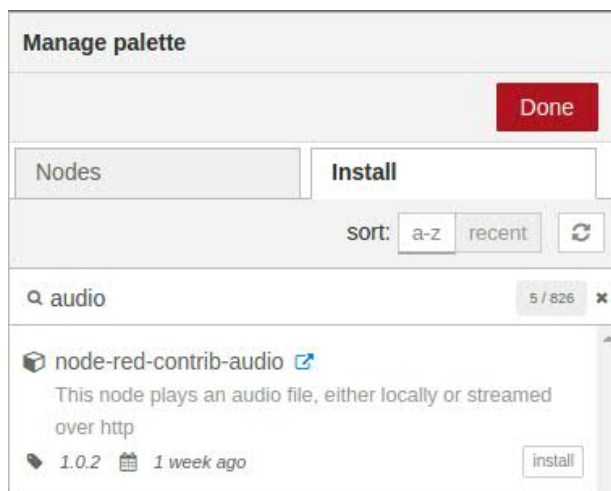 Manage palette
Done
Nodes
Install
sort: a-z recent
audio
5 / 826
node-red-contrib-audio
This node plays an audio file, either locally or streamed
over http
1.0.2 1 week ago
install